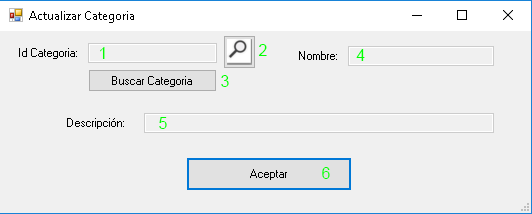 Actualizar Categoria
Id Categoria: 1 2 Nombre: 4
Buscar Categoria 3
Descripción: 5
Aceptar 6